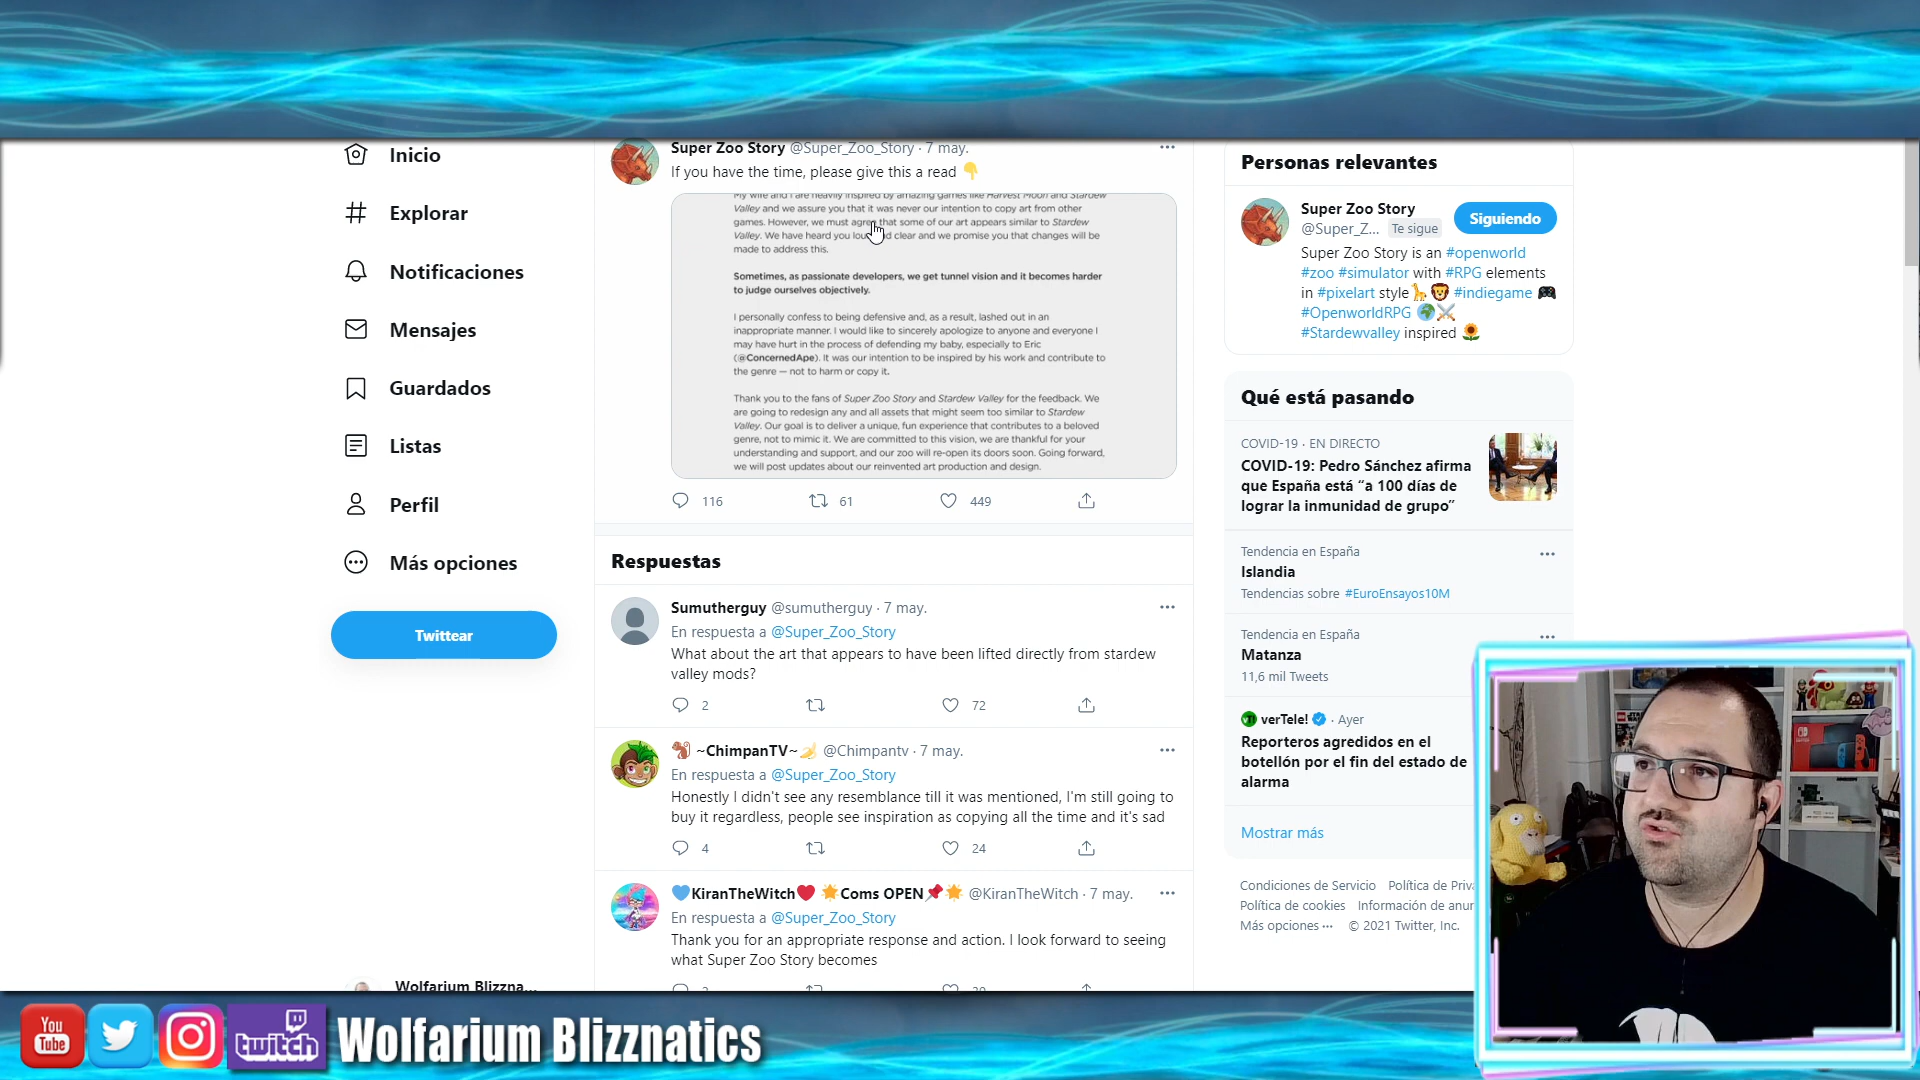 Inicio
Explorar
Notificaciones
Mensajes
Guardados
Listas
Perfil
Más opciones
Twittear
Wolfarium Blizzna...
Super Zoo Story @Super_Zoo_Story · 7 may.
If you have the time, please give this a read
My wife and I are heavily inspired by amazing games like Harvest Moon and Stardew
Valley and we assure you that it was never our intention to copy art from other
games. However, we must agree that some of our art appears similar to Stardew
Valley. We have heard you loud and clear and we promise you that changes will be
made to address this.
Sometimes, as passionate developers, we get tunnel vision and it becomes harder
to judge ourselves objectively.
I personally confess to being defensive and, as a result, lashed out in an
inappropriate manner. I would like to sincerely apologize to anyone and everyone I
may have hurt in the process of defending my baby, especially to Eric
(@ConcernedApe). It was our intention to be inspired by his work and contribute to
the genre — not to harm or copy it.
Thank you to the fans of Super Zoo Story and Stardew Valley for the feedback. We
are going to redesign any and all assets that might seem too similar to Stardew
Valley. Our goal is to deliver a unique, fun experience that contributes to a beloved
genre, not to mimic it. We are committed to this vision, we are thankful for your
understanding and support, and our zoo will re-open its doors soon. Going forward,
we will post updates about our reinvented art production and design.
116 61 449
Respuestas
Sumutherguy @sumutherguy · 7 may.
En respuesta a @Super_Zoo_Story
What about the art that appears to have been lifted directly from stardew
valley mods?
2 72
~ChimpanTV~ @Chimpantv · 7 may.
En respuesta a @Super_Zoo_Story
Honestly I didn't see any resemblance till it was mentioned, I'm still going to
buy it regardless, people see inspiration as copying all the time and it's sad
4 24
KiranTheWitch Coms OPEN @KiranTheWitch · 7 may.
En respuesta a @Super_Zoo_Story
Thank you for an appropriate response and action. I look forward to seeing
what Super Zoo Story becomes
Personas relevantes
Super Zoo Story
@Super_Z... Te sigue
Siguiendo
Super Zoo Story is an #openworld
#zoo #simulator with #RPG elements
in #pixelart style #indiegame
#OpenworldRPG
#Stardewvalley inspired
Qué está pasando
COVID-19 · EN DIRECTO
COVID-19: Pedro Sánchez afirma
que España está “a 100 días de
lograr la inmunidad de grupo”
Tendencia en España
Islandia
Tendencias sobre #EuroEnsayos10M
Tendencia en España
Matanza
11,6 mil Tweets
verTele! · Ayer
Reporteros agredidos en el
botellón por el fin del estado de
alarma
Mostrar más
Condiciones de Servicio Política de
Política de cookies Información de
Más opciones ··· © 2021 Twitter, Inc.
You
Tube
twitch
Wolfarium Blizznatics